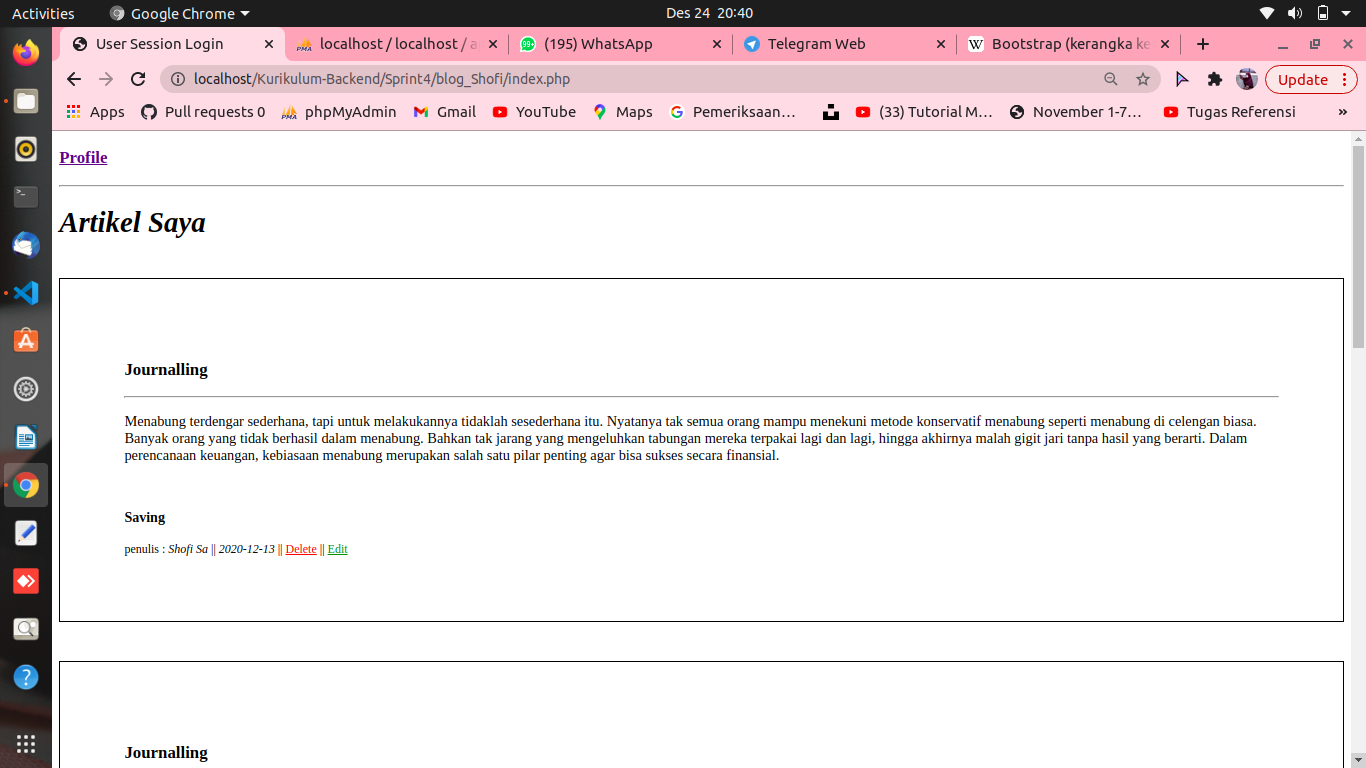 Activities Google Chrome Des 24 20:40
User Session Login localhost / localhost / a (195) WhatsApp Telegram Web Bootstrap (kerangka ke
localhost/Kurikulum-Backend/Sprint4/blog_Shofi/index.php Update
Apps Pull requests 0 phpMyAdmin Gmail YouTube Maps Pemeriksaan… (33) Tutorial M… November 1-7… Tugas Referensi »
Profile
Artikel Saya
Journalling
Menabung terdengar sederhana, tapi untuk melakukannya tidaklah sesederhana itu. Nyatanya tak semua orang mampu menekuni metode konservatif menabung seperti menabung di celengan biasa.
Banyak orang yang tidak berhasil dalam menabung. Bahkan tak jarang yang mengeluhkan tabungan mereka terpakai lagi dan lagi, hingga akhirnya malah gigit jari tanpa hasil yang berarti. Dalam
perencanaan keuangan, kebiasaan menabung merupakan salah satu pilar penting agar bisa sukses secara finansial.
Saving
penulis : Shofi Sa || 2020-12-13 || Delete || Edit
Journalling